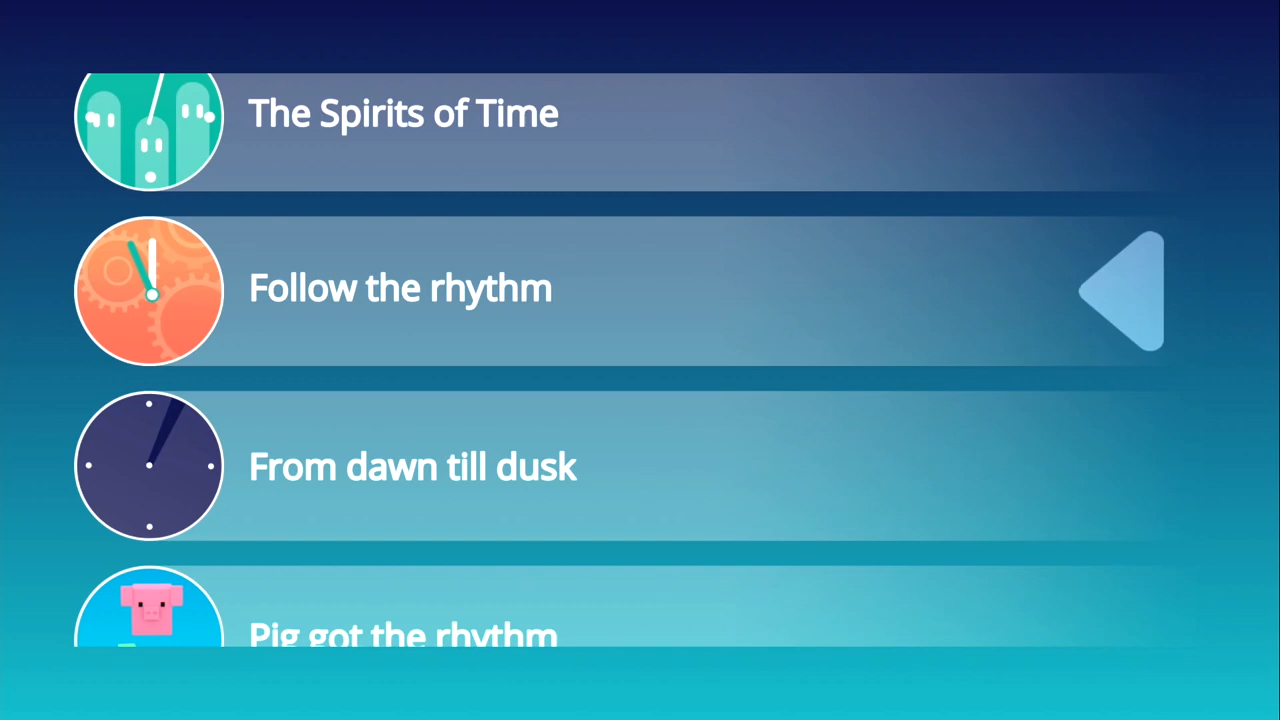 The Spirits of Time
Follow the rhythm
From dawn till dusk
Pig got the rhythm